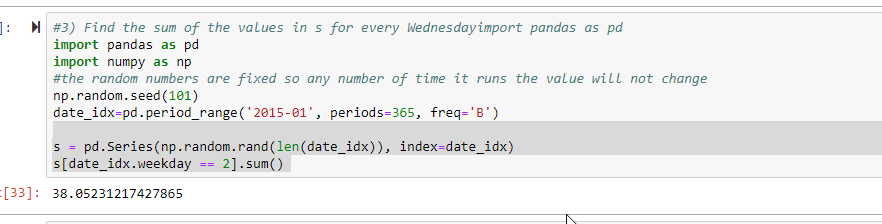 ]:
#3) Find the sum of the values in s for every Wednesdayimport pandas as pd
import pandas as pd
import numpy as np
#the random numbers are fixed so any number of time it runs the value will not change
np.random.seed(101)
date_idx=pd.period_range('2015-01', periods=365, freq='B')
s = pd.Series(np.random.rand(len(date_idx)), index=date_idx)
s[date_idx.weekday == 2].sum()
t[33]: 38.05231217427865